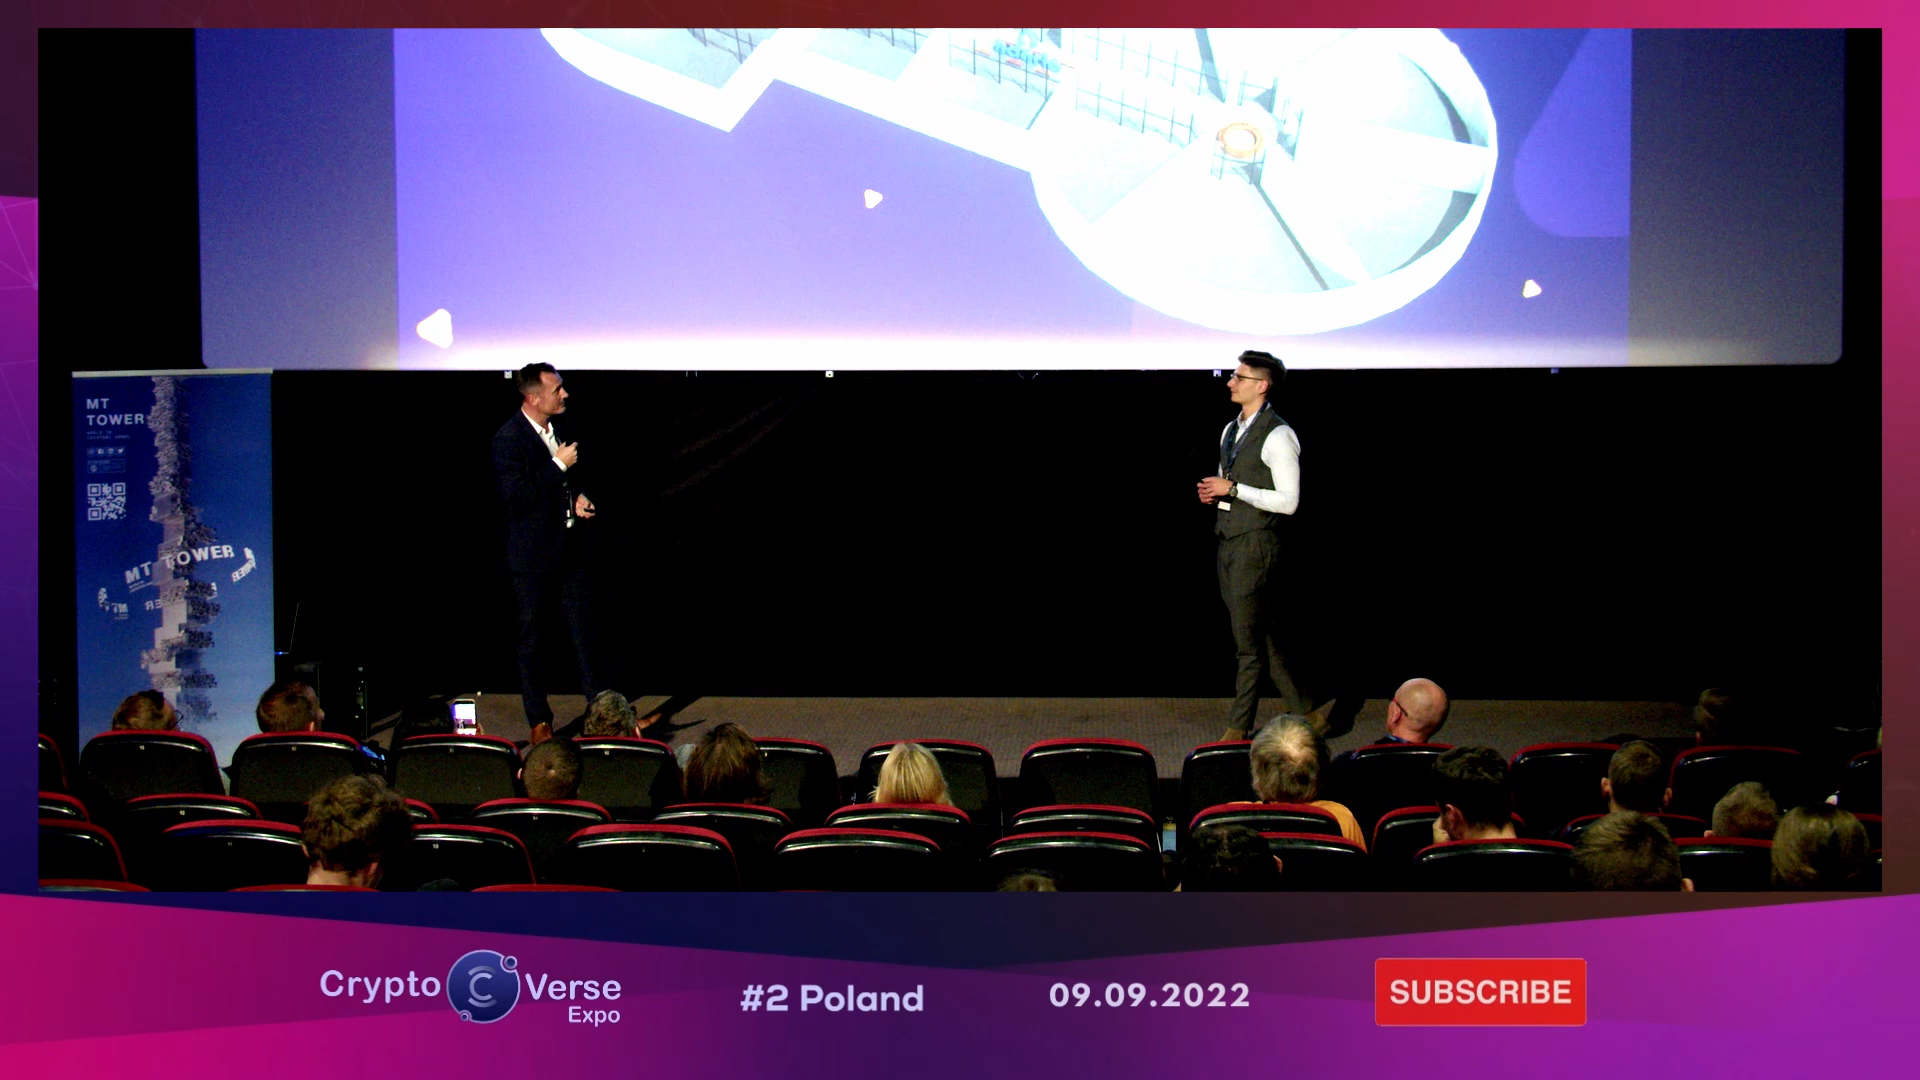 MT
TOWER
MT TOWER
Crypto C Verse
Expo
#2 Poland
09.09.2022
SUBSCRIBE